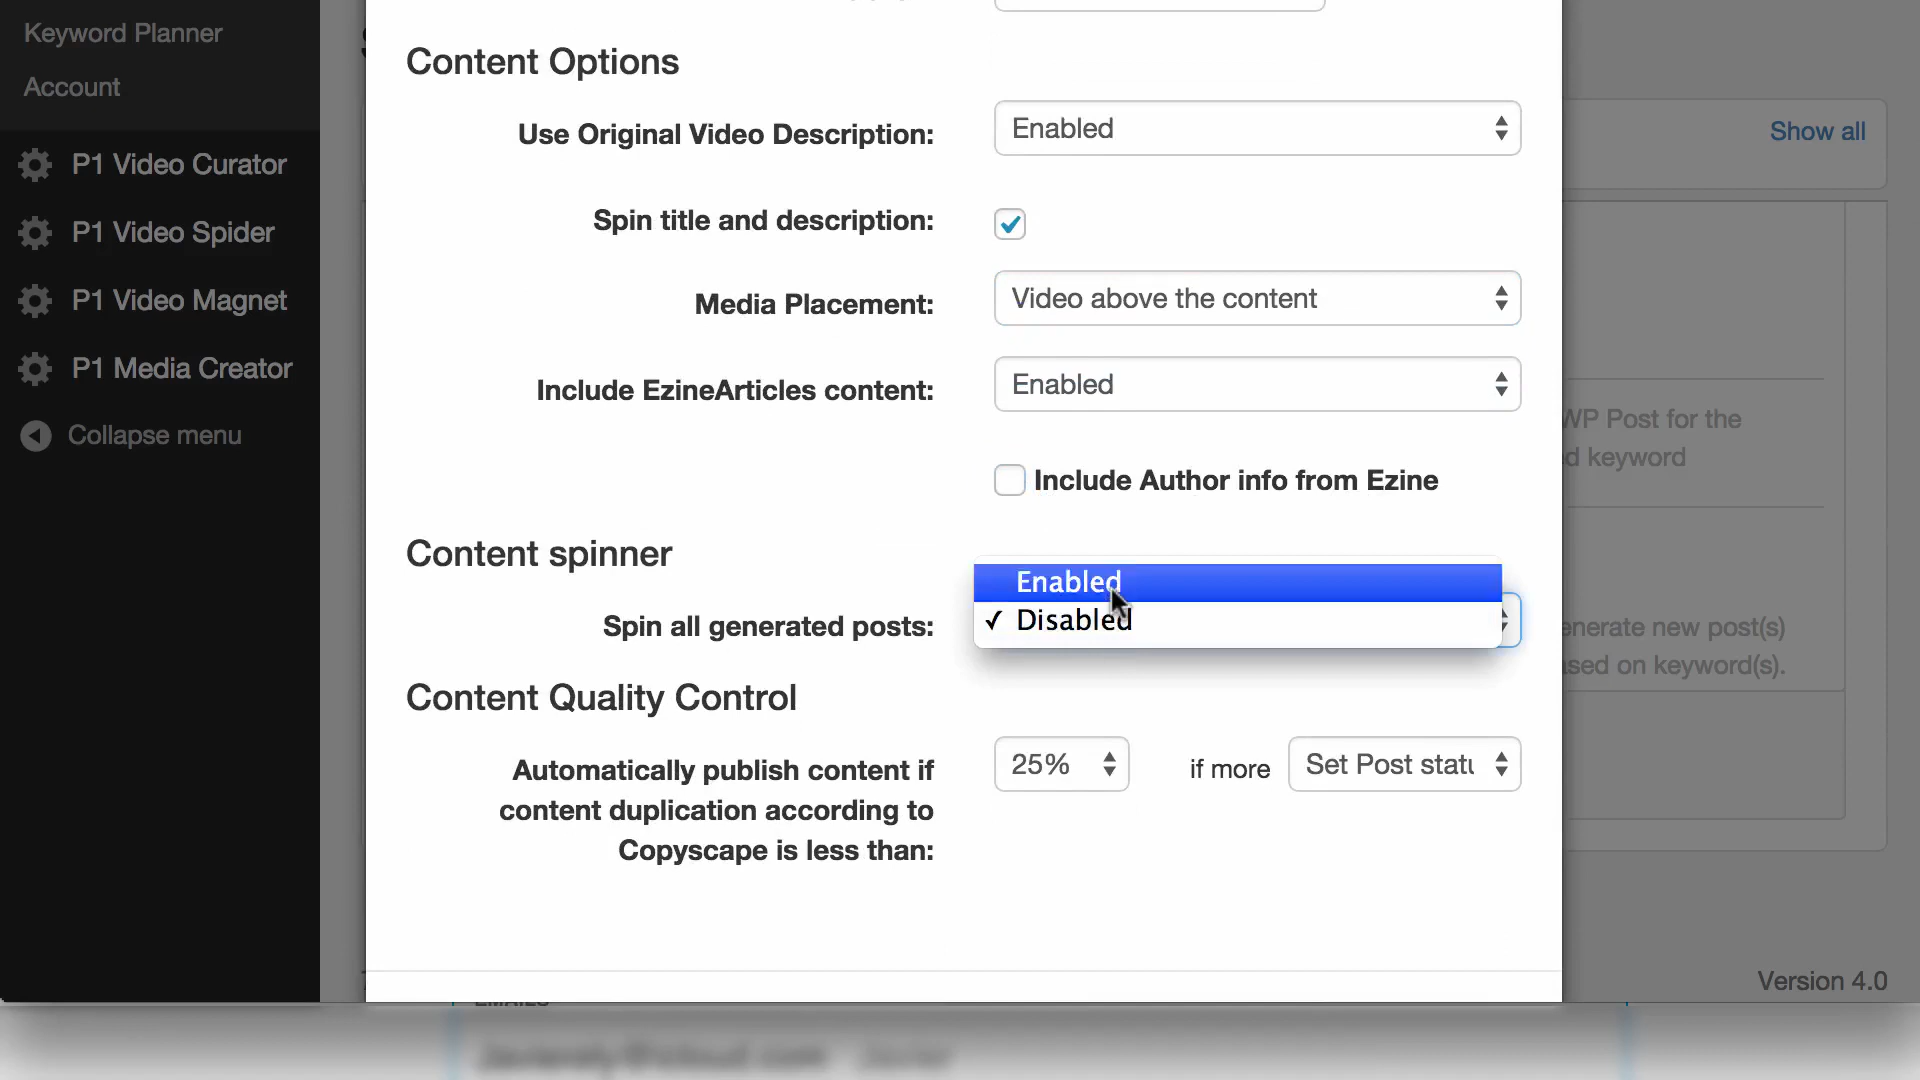 Keyword Planner
Account
P1 Video Curator
P1 Video Spider
P1 Video Magnet
P1 Media Creator
Collapse menu
Content Options
Use Original Video Description:
Enabled
Spin title and description:
Media Placement:
Video above the content
Include EzineArticles content:
Enabled
Include Author info from Ezine
Content spinner
Spin all generated posts:
Enabled
✓ Disabled
Content Quality Control
Automatically publish content if
content duplication according to
Copyscape is less than:
25%
if more
Set Post statu
Show all
WP Post for the
d keyword
enerate new post(s)
ased on keyword(s).
Version 4.0